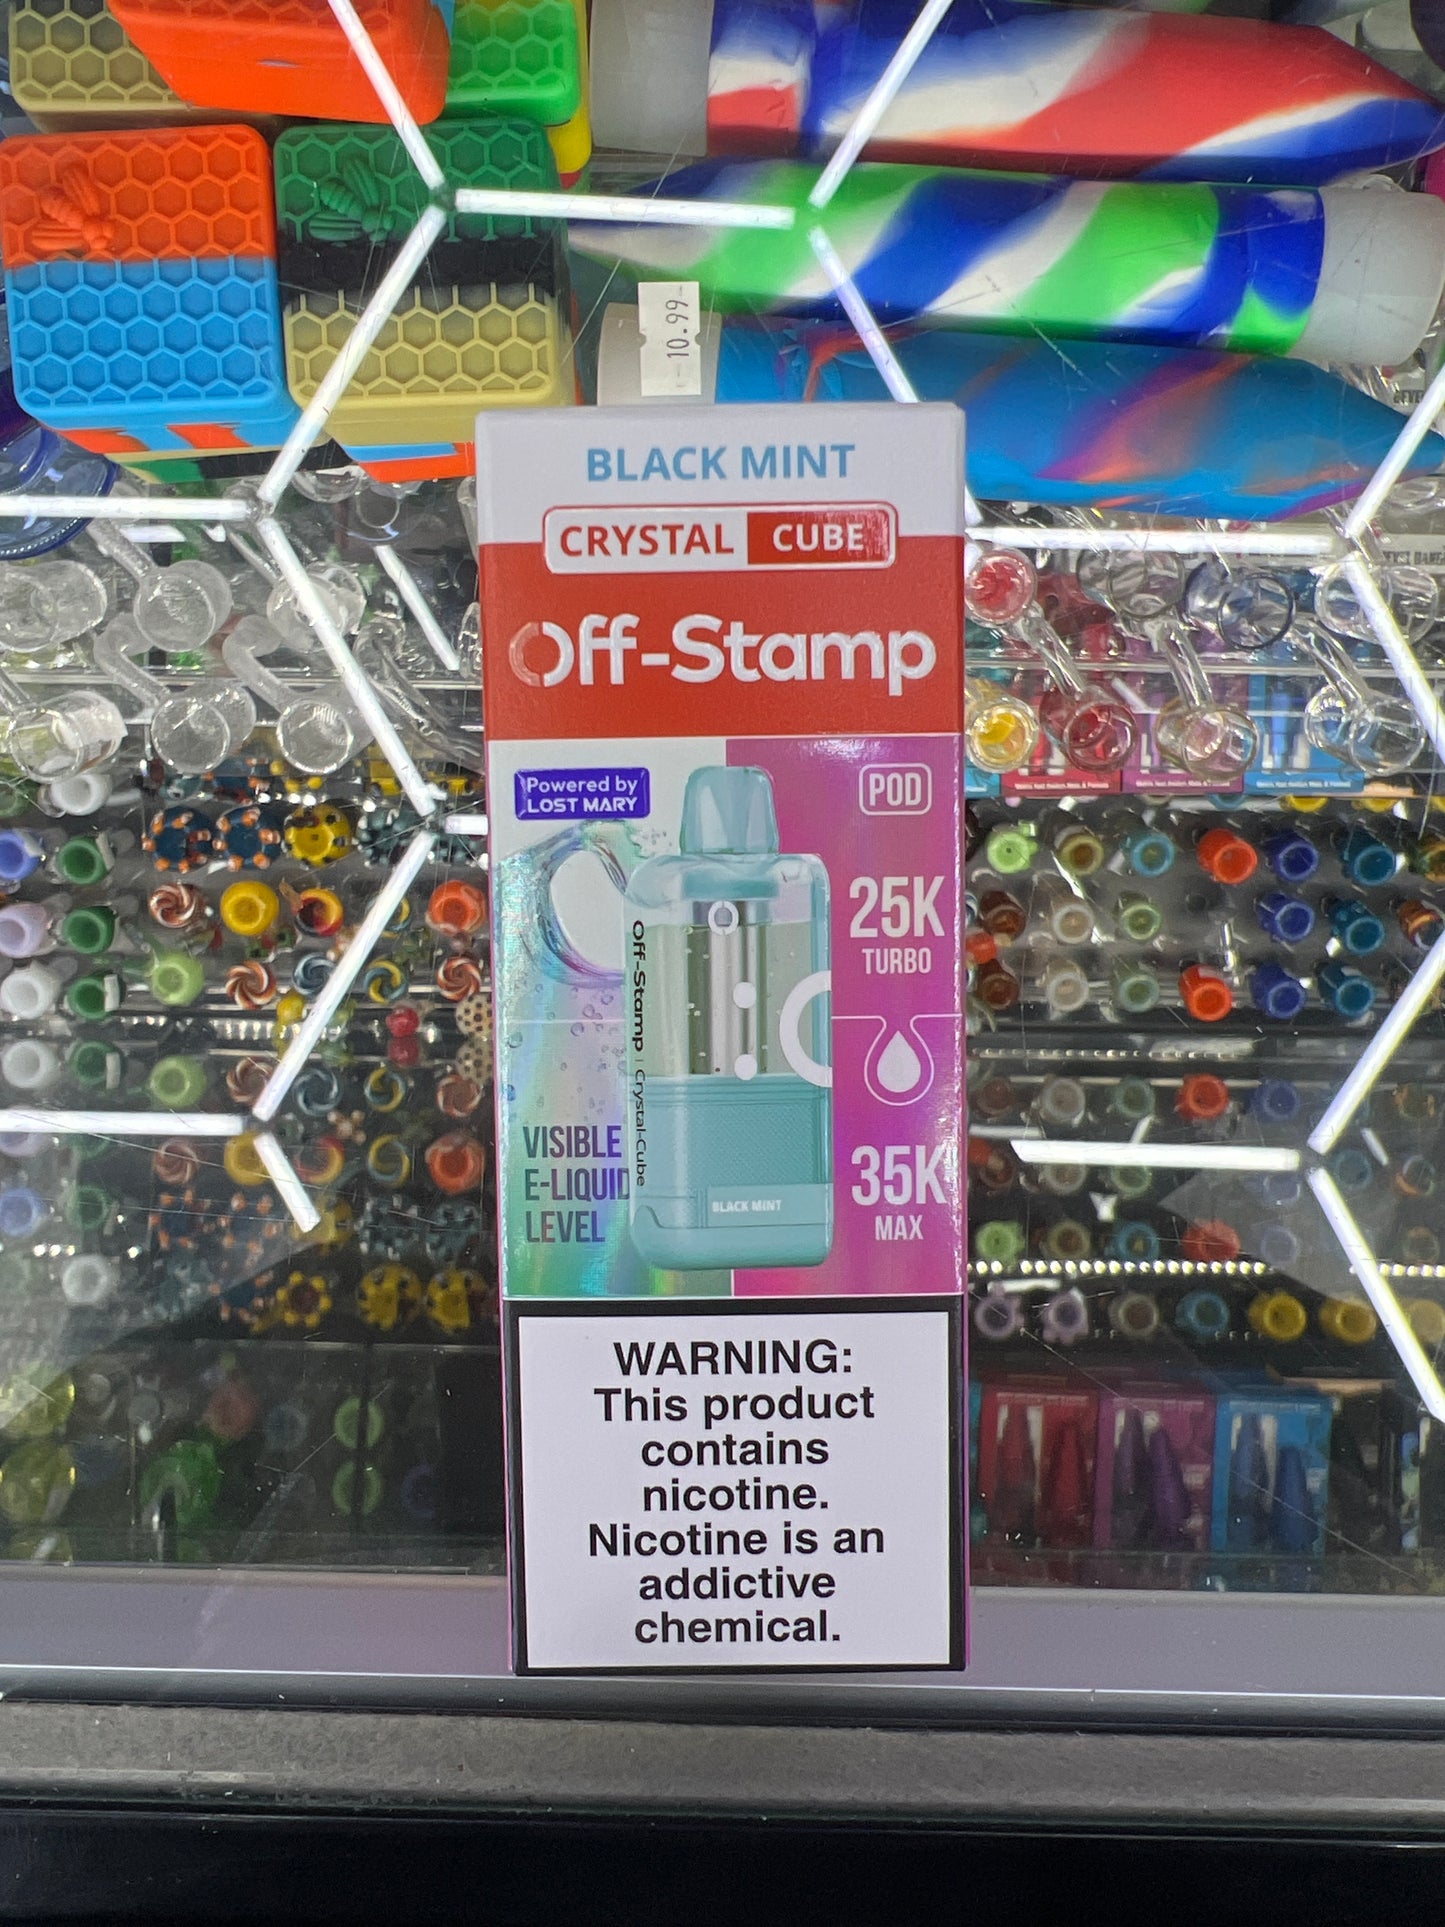 10.99
BLACK MINT
CRYSTAL CUBE
Off-Stamp
Powered by
LOST MARY
POD
25K
TURBO
Off-Stamp | Crystal-Cube
VISIBLE
E-LIQUID
LEVEL
35K
MAX
BLACK MINT
WARNING:
This product
contains
nicotine.
Nicotine is an
addictive
chemical.